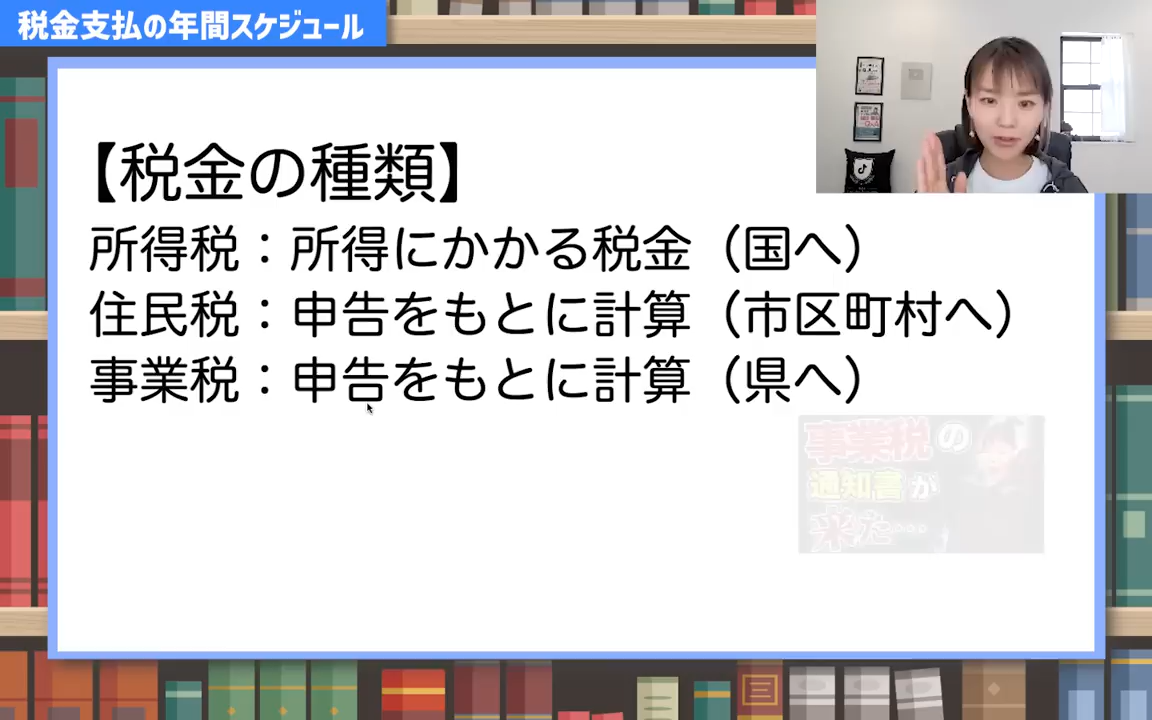 税金支払の年間スケジュール
【税金の種類】
所得税：所得にかかる税金（国へ）
住民税：申告をもとに計算（市区町村へ）
事業税：申告をもとに計算（県へ）
事業税の
通知書が
来た…